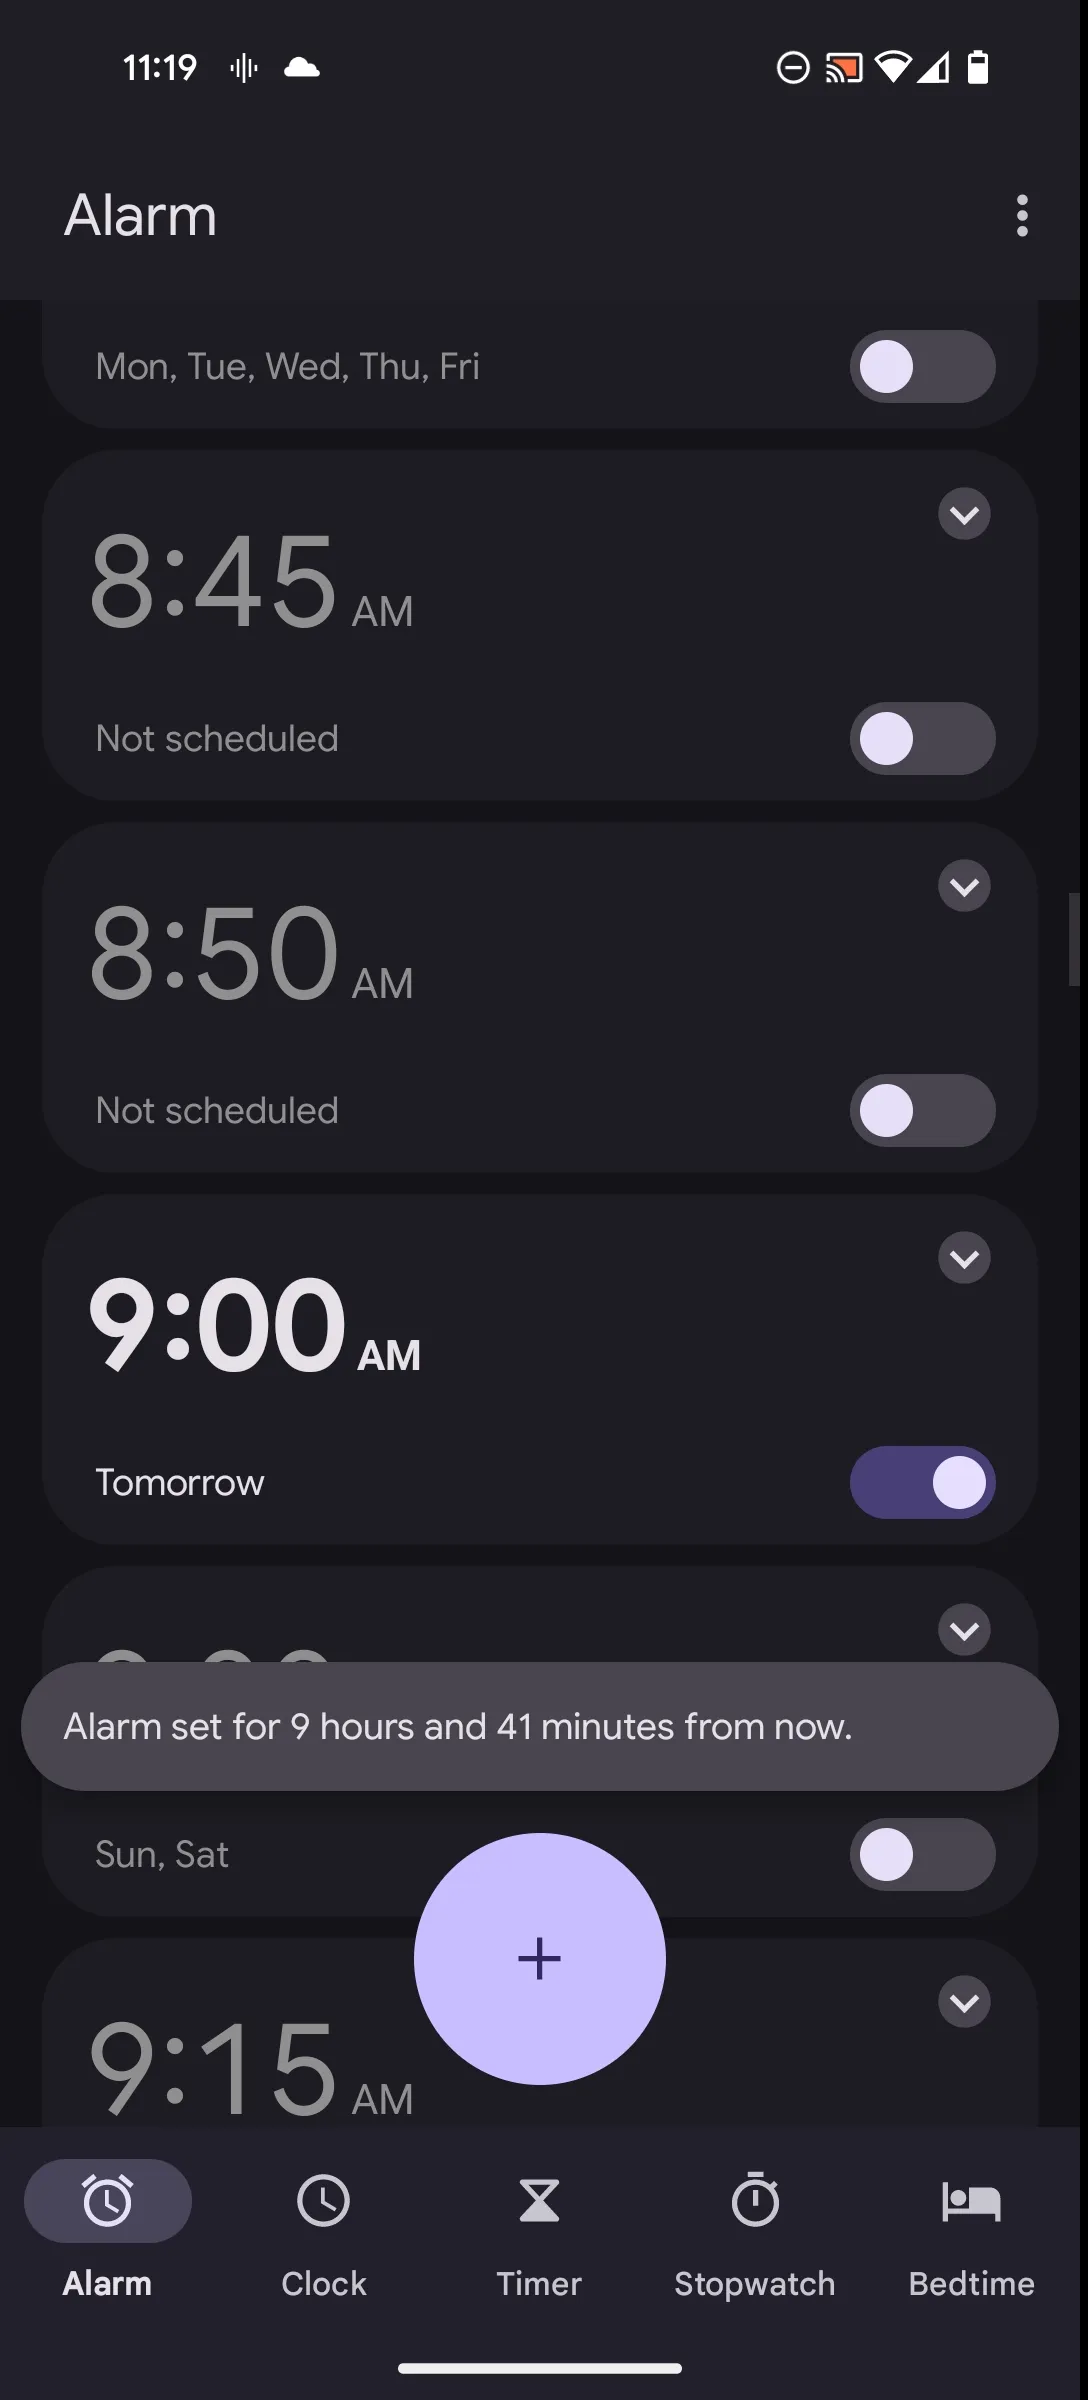 11:19
Alarm
Mon, Tue, Wed, Thu, Fri
8:45 AM
Not scheduled
8:50 AM
Not scheduled
9:00 AM
Tomorrow
Alarm set for 9 hours and 41 minutes from now.
Sun, Sat
9:15 AM
Alarm
Clock
Timer
Stopwatch
Bedtime